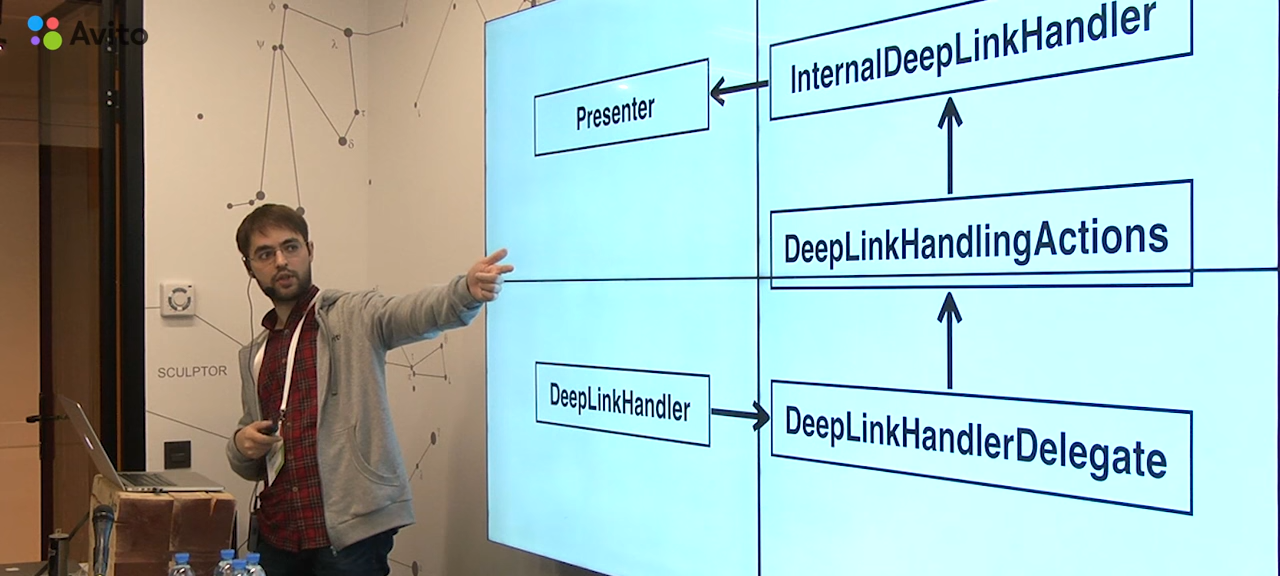 Avito
InternalDeepLinkHandler
Presenter
DeepLinkHandlingActions
DeepLinkHandler
DeepLinkHandlerDelegate
SCULPTOR
φ
ψ
λ
τ
δ